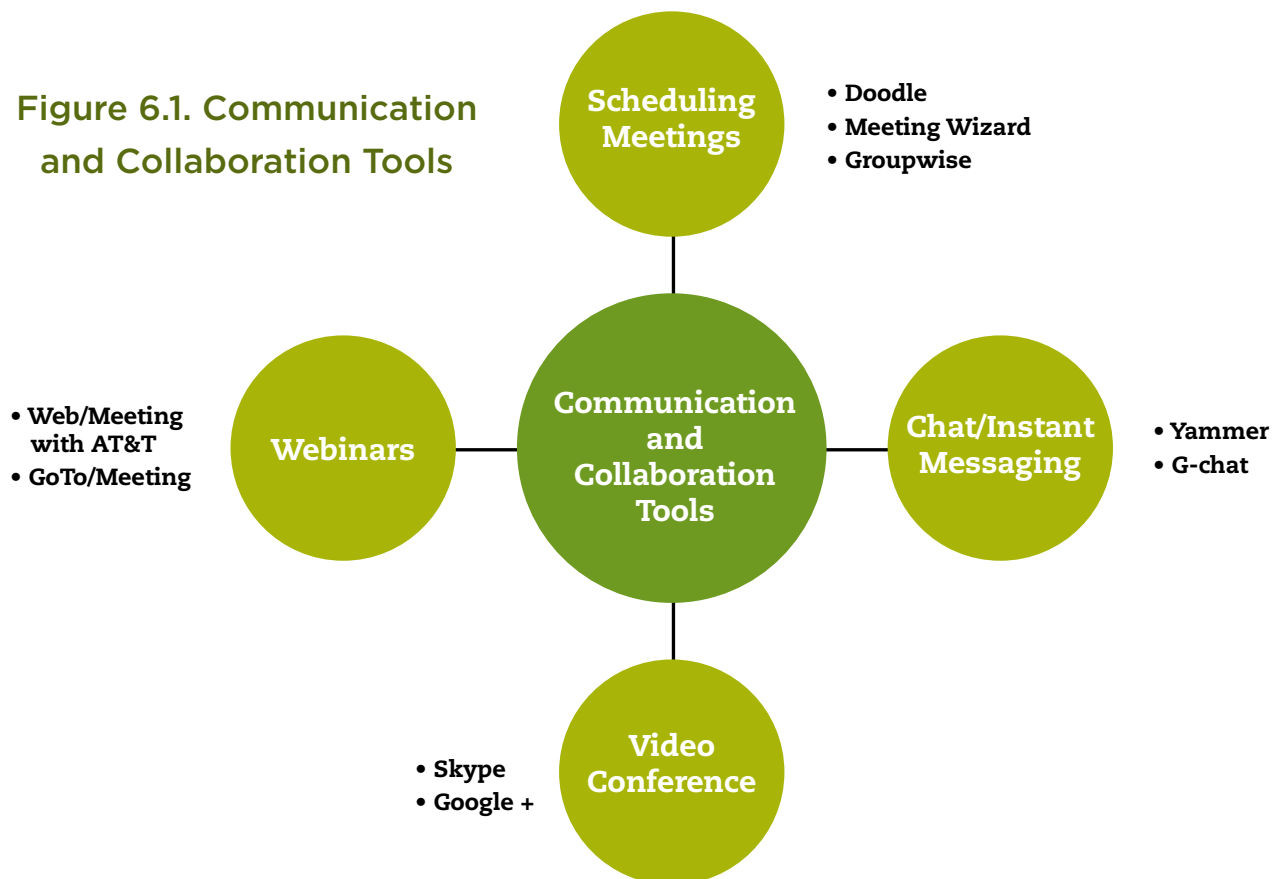 Figure 6.1. Communication
and Collaboration Tools
Scheduling
Meetings
• Doodle
• Meeting Wizard
• Groupwise
• Web/Meeting
with AT&T
• GoTo/Meeting
Webinars
Communication
and
Collaboration
Tools
Chat/Instant
Messaging
• Yammer
• G-chat
• Skype
• Google +
Video
Conference